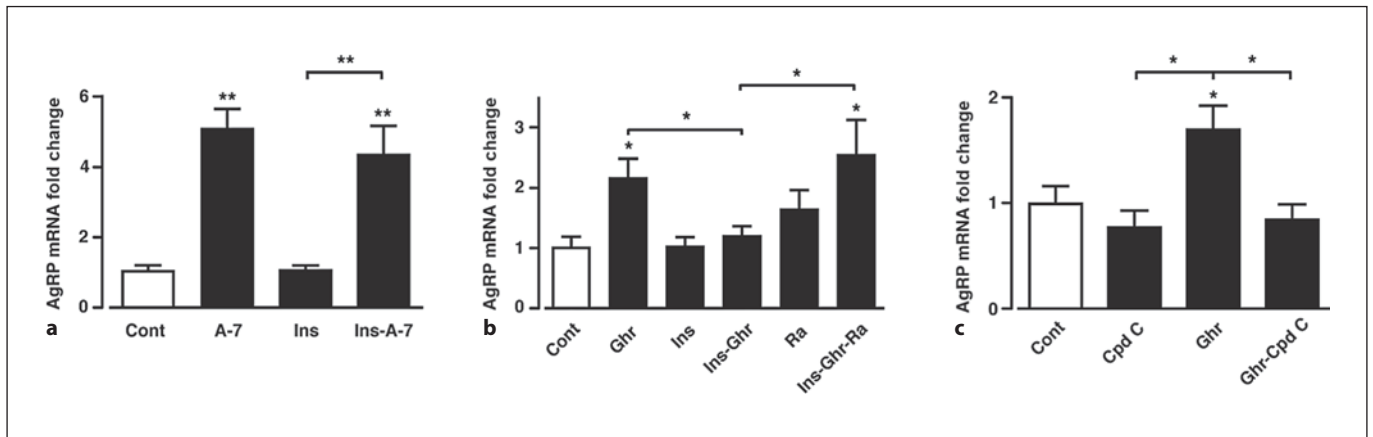 **
AgRP mRNA fold change
6
4
2
0
**
**
Cont
A-7
Ins
Ins-A-7
a
*
*
AgRP mRNA fold change
3
2
1
0
*
*
Cont
Ghr
Ins
Ins-Ghr
Ra
Ins-Ghr-Ra
b
*
*
AgRP mRNA fold change
2
1
0
*
Cont
Cpd C
Ghr
Ghr-Cpd C
c